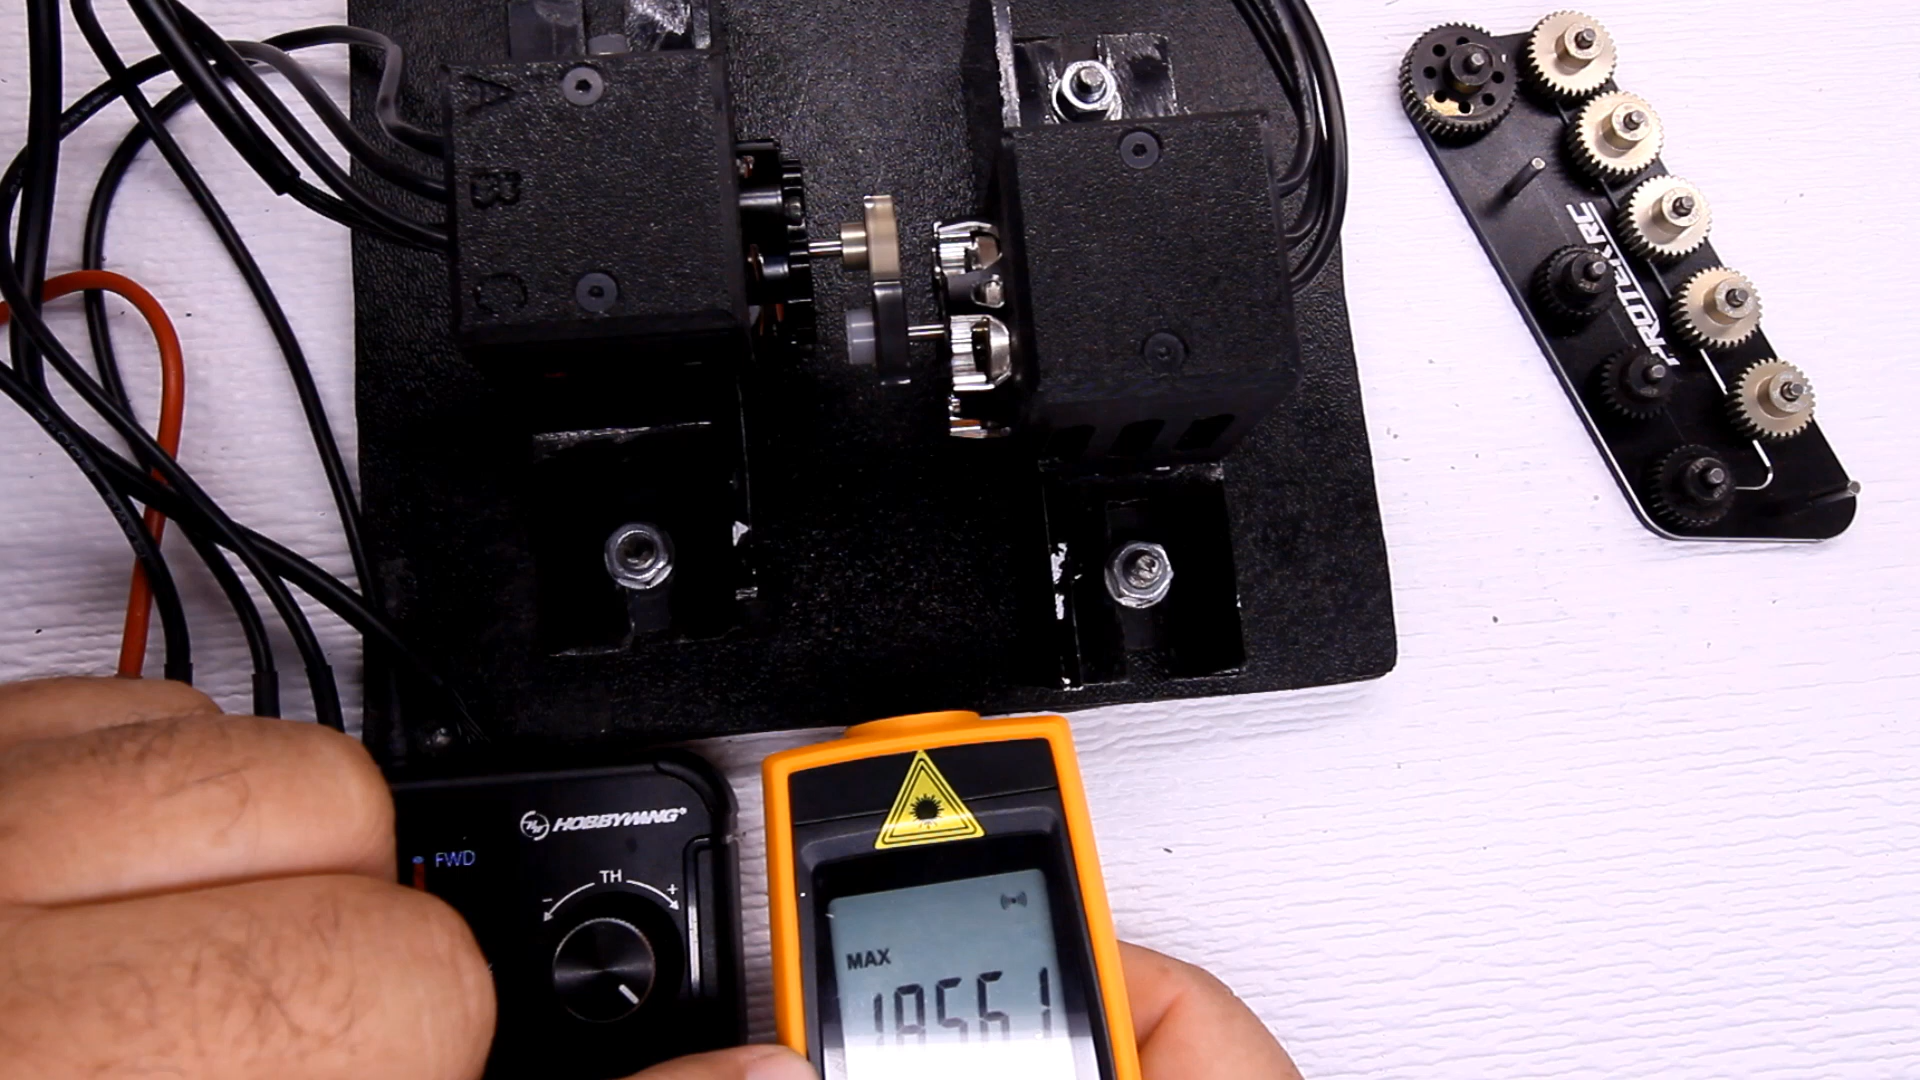 A
B
C
PROTEK RC
HOBBYWING®
FWD
TH
- +
MAX
18561